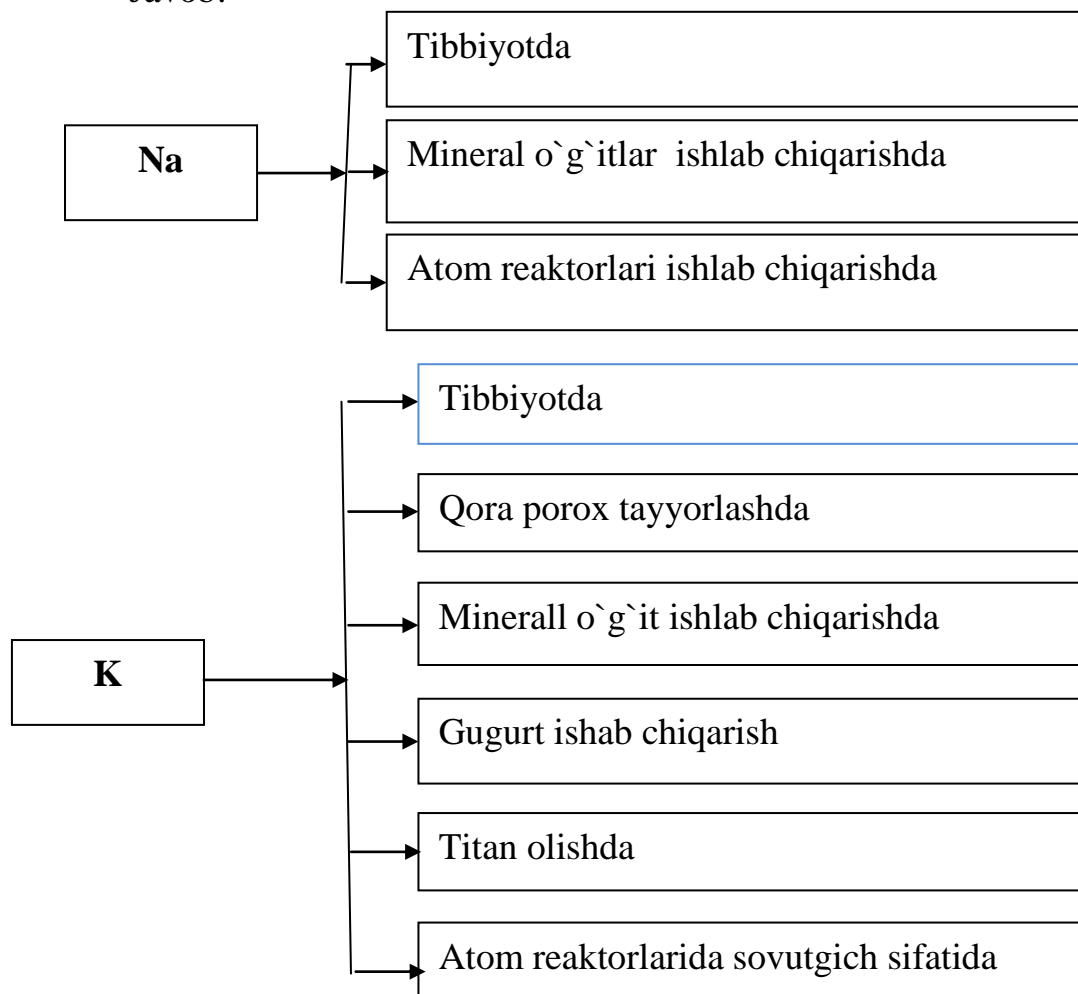 Javob:
Tibbiyotda
Na
Mineral o`g`itlar ishlab chiqarishda
Atom reaktorlari ishlab chiqarishda
Tibbiyotda
Qora porox tayyorlashda
Minerall o`g`it ishlab chiqarishda
K
Gugurt ishab chiqarish
Titan olishda
Atom reaktorlarida sovutgich sifatida